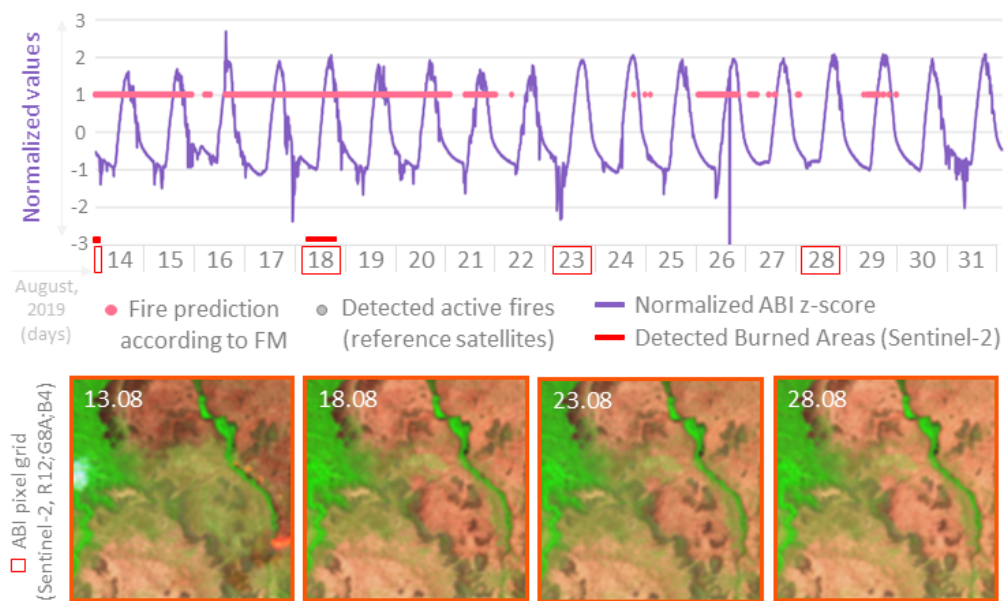 3
2
1
0
-1
-2
-3
Normalized values
14 15 16 17 18 19 20 21 22 23 24 25 26 27 28 29 30 31
August,
2019
(days)
Fire prediction
according to FM
Detected active fires
(reference satellites)
Normalized ABI z-score
Detected Burned Areas (Sentinel-2)
ABI pixel grid
(Sentinel-2, R12;G8A;B4)
13.08
18.08
23.08
28.08